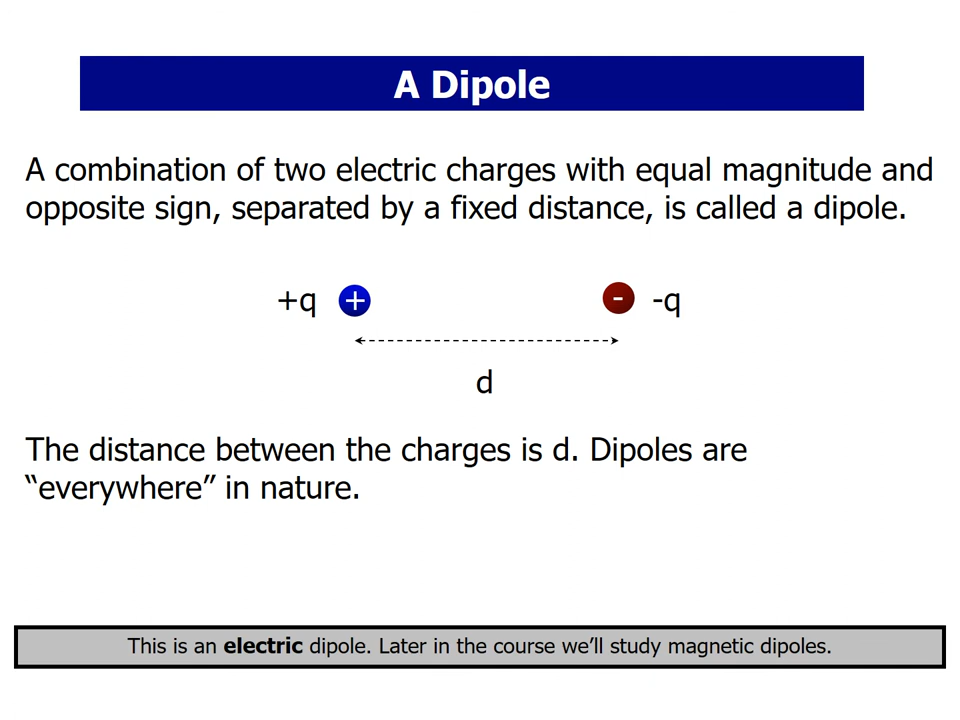 A Dipole
A combination of two electric charges with equal magnitude and
opposite sign, separated by a fixed distance, is called a dipole.
+q + - -q
d
The distance between the charges is d. Dipoles are
“everywhere” in nature.
This is an electric dipole. Later in the course we’ll study magnetic dipoles.